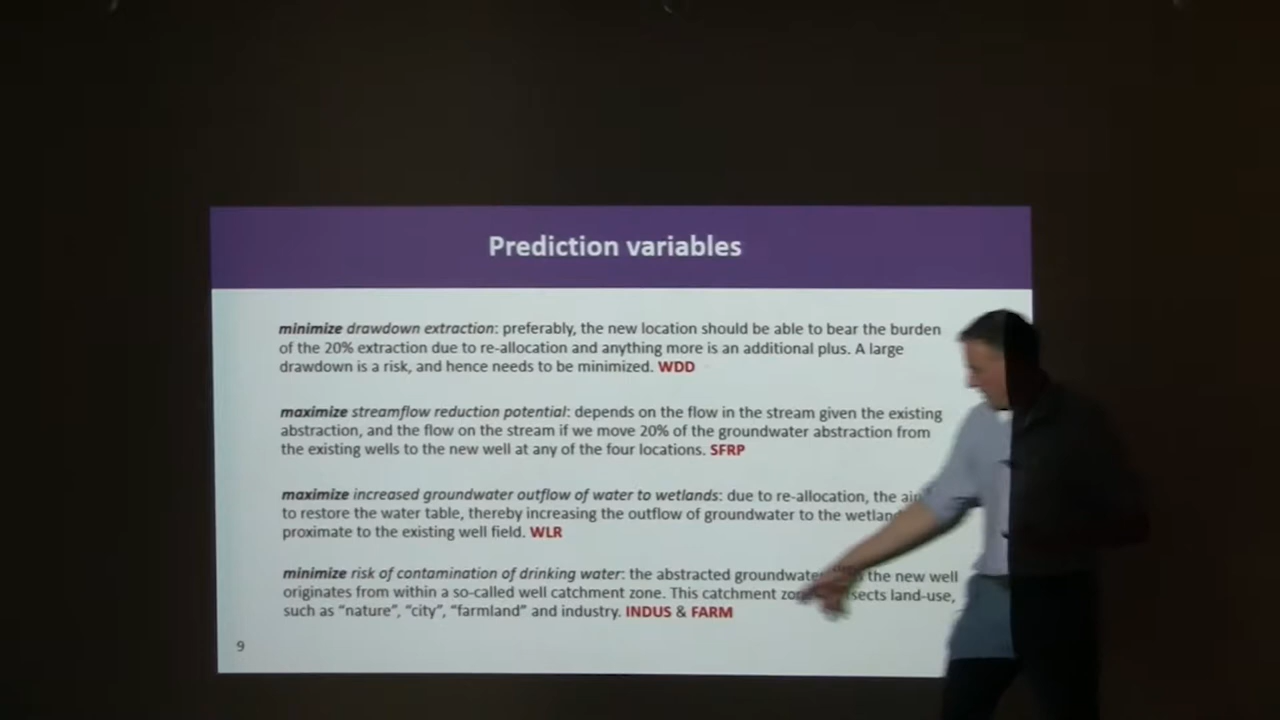 Prediction variables
minimize drawdown extraction: preferably, the new location should be able to bear the burden
of the 20% extraction due to re-allocation and anything more is an additional plus. A large
drawdown is a risk, and hence needs to be minimized. WDD
maximize streamflow reduction potential: depends on the flow in the stream given the existing
abstraction, and the flow on the stream if we move 20% of the groundwater abstraction from
the existing wells to the new well at any of the four locations. SFRP
maximize increased groundwater outflow of water to wetlands: due to re-allocation, the
to restore the water table, thereby increasing the outflow of groundwater to the
proximate to the existing well field. WLR
minimize risk of contamination of drinking water: the abstracted groundwater the new well
originates from within a so-called well catchment zone. This catchment land-use,
such as “nature”, “city”, “farmland” and industry. INDUS & FARM
9